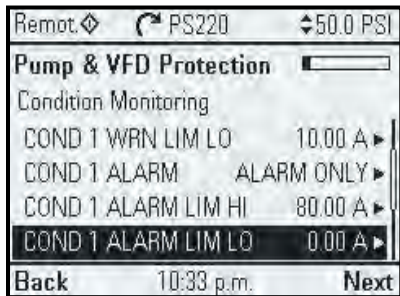 Remot. PS220 50.0 PSI
Pump & VFD Protection
Condition Monitoring
COND 1 WRN LIM LO 10.00 A
COND 1 ALARM ALARM ONLY
COND 1 ALARM LIM HI 80.00 A
COND 1 ALARM LIM LO 0.00 A
Back 10:33 p.m. Next